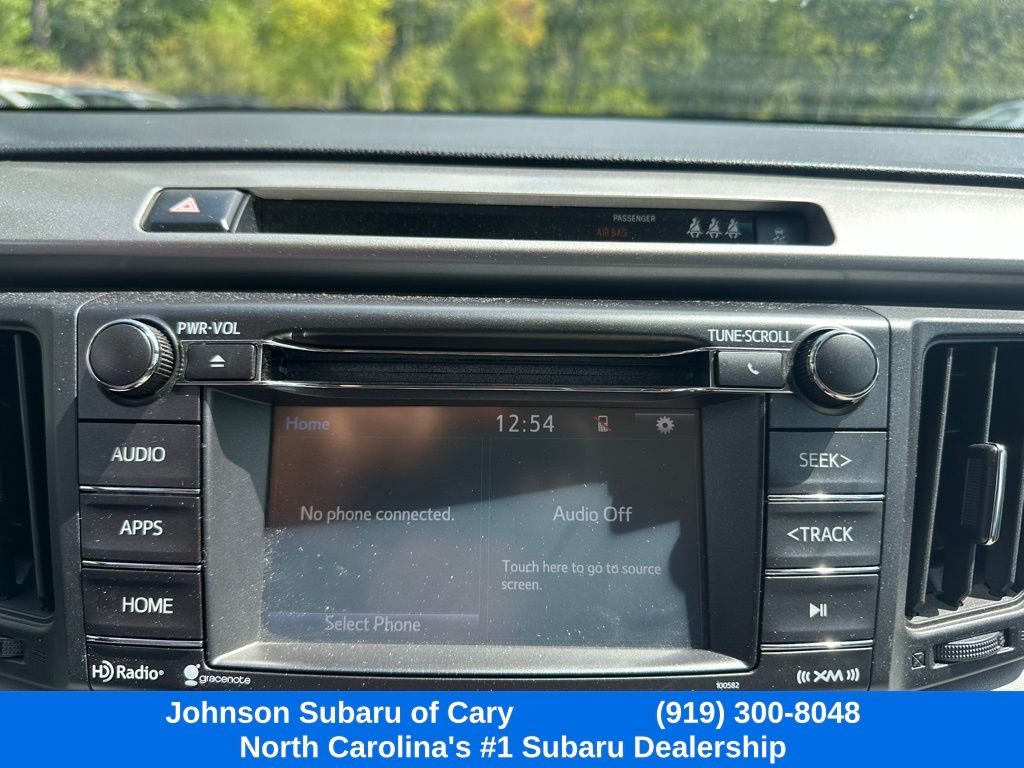 PASSENGER
AIR BAG
PWR·VOL
TUNE·SCROLL
AUDIO
APPS
HOME
HD Radio®
gracenote
Home
12:54
No phone connected.
Audio Off
Touch here to go to source
screen.
Select Phone
SEEK>
<TRACK
XM
100582
Johnson Subaru of Cary (919) 300-8048
North Carolina's #1 Subaru Dealership